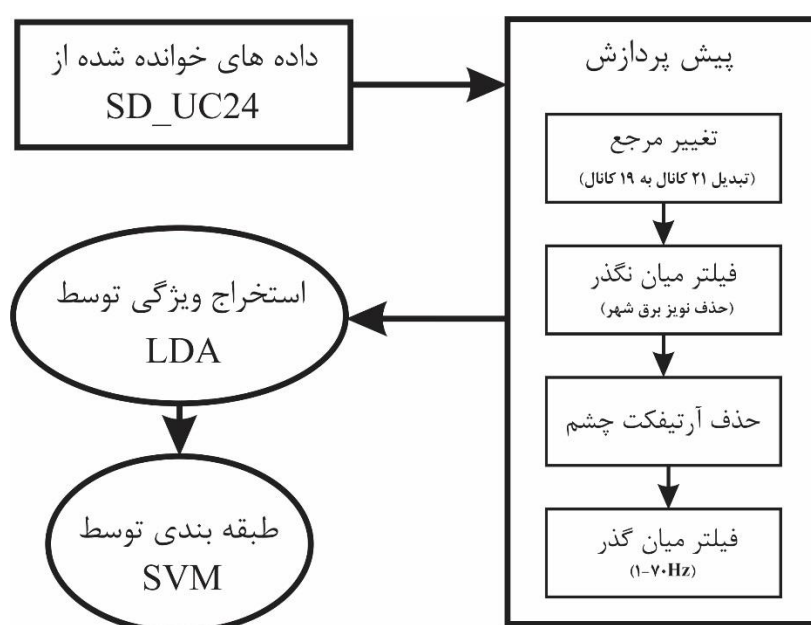 داده های خوانده شده از
SD_UC24
پیش پردازش
تغییر مرجع
(تبدیل ۲۱ کانال به ۱۹ کانال)
فیلتر میان نگذر
(حذف نویز برق شهر)
حذف آرتیفکت چشم
فیلتر میان گذر
(۱-۷۰Hz)
استخراج ویژگی توسط
LDA
طبقه بندی توسط
SVM